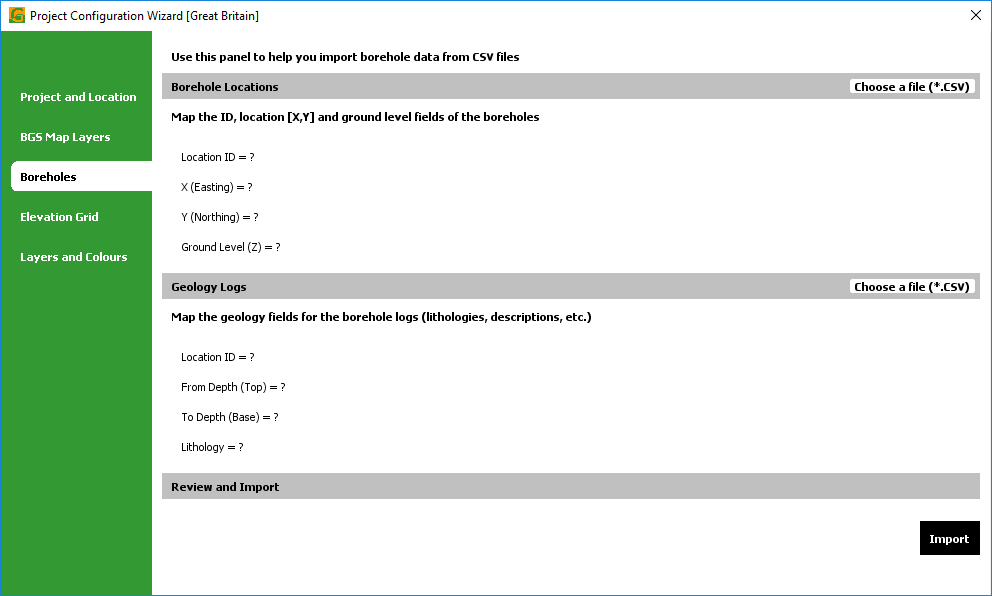 Project Configuration Wizard [Great Britain]
Project and Location
BGS Map Layers
Boreholes
Elevation Grid
Layers and Colours
Use this panel to help you import borehole data from CSV files
Borehole Locations
Choose a file (*.CSV)
Map the ID, location [X,Y] and ground level fields of the boreholes
Location ID = ?
X (Easting) = ?
Y (Northing) = ?
Ground Level (Z) = ?
Geology Logs
Choose a file (*.CSV)
Map the geology fields for the borehole logs (lithologies, descriptions, etc.)
Location ID = ?
From Depth (Top) = ?
To Depth (Base) = ?
Lithology = ?
Review and Import
Import